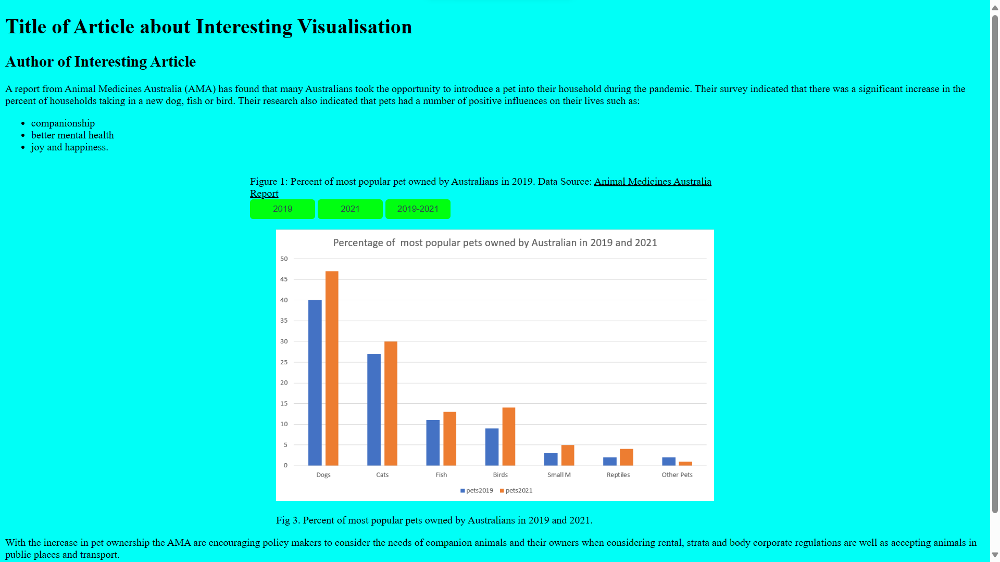 Title of Article about Interesting Visualisation
Author of Interesting Article
A report from Animal Medicines Australia (AMA) has found that many Australians took the opportunity to introduce a pet into their household during the pandemic. Their survey indicated that there was a significant increase in the
percent of households taking in a new dog, fish or bird. Their research also indicated that pets had a number of positive influences on their lives such as:
• companionship
• better mental health
• joy and happiness.
Figure 1: Percent of most popular pet owned by Australians in 2019. Data Source: Animal Medicines Australia
Report
2019 2021 2019-2021
Percentage of  most popular pets owned by Australian in 2019 and 2021
50
45
40
35
30
25
20
15
10
5
0
Dogs Cats Fish Birds Small M Reptiles Other Pets
pets2019 pets2021
Fig 3. Percent of most popular pets owned by Australians in 2019 and 2021.
With the increase in pet ownership the AMA are encouraging policy makers to consider the needs of companion animals and their owners when considering rental, strata and body corporate regulations are well as accepting animals in
public places and transport.